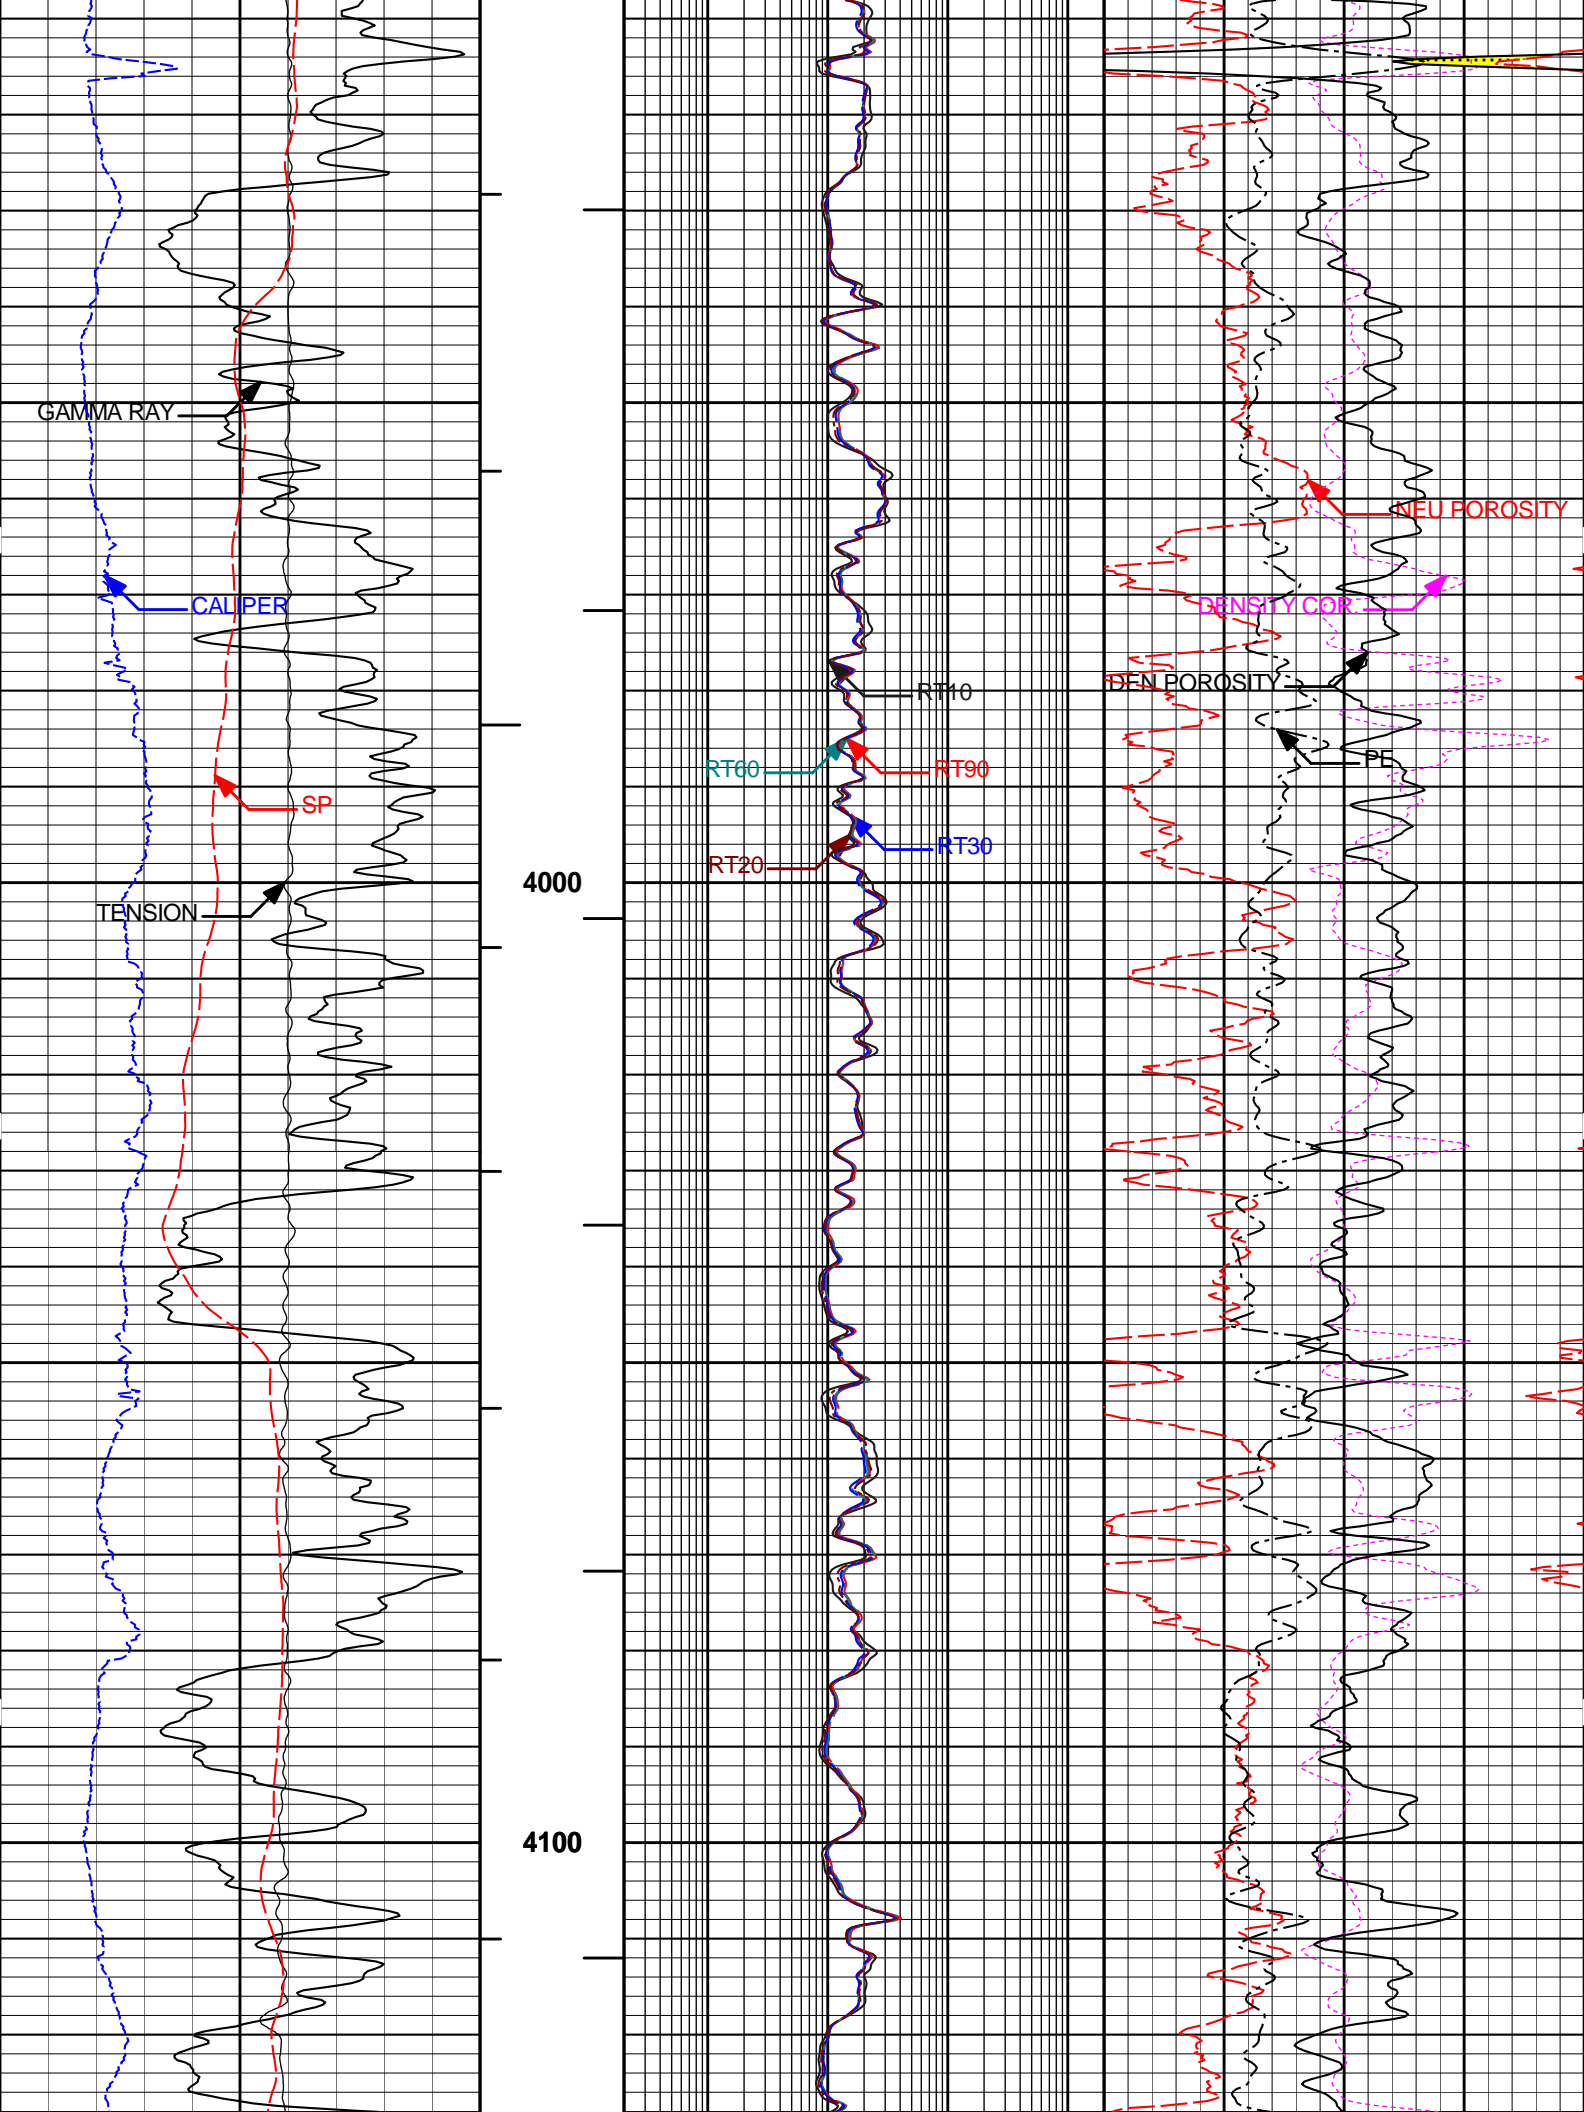 GAMMA RAY
NEU POROSITY
CALIPER
DENSITY COR.
DEN POROSITY
RT10
PE
RT60
RT90
SP
RT30
RT20
4000
TENSION
4100